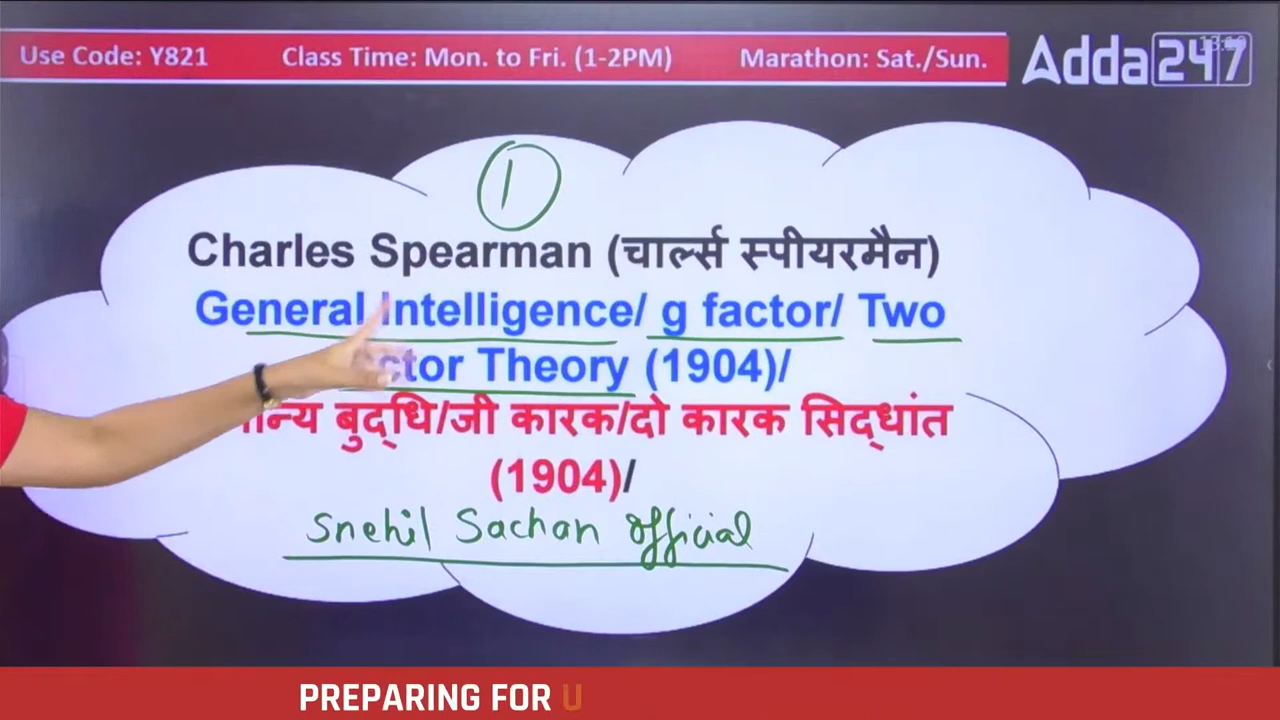 Use Code: Y821 Class Time: Mon. to Fri. (1-2PM) Marathon: Sat./Sun.
Adda247
1
Charles Spearman (चार्ल्स स्पीयरमैन)
General Intelligence/ g factor/ Two
Theory (1904)/
बुद्धि/जी कारक/दो कारक सिद्धांत
(1904)/
Snehil Sachan official
PREPARING FOR U